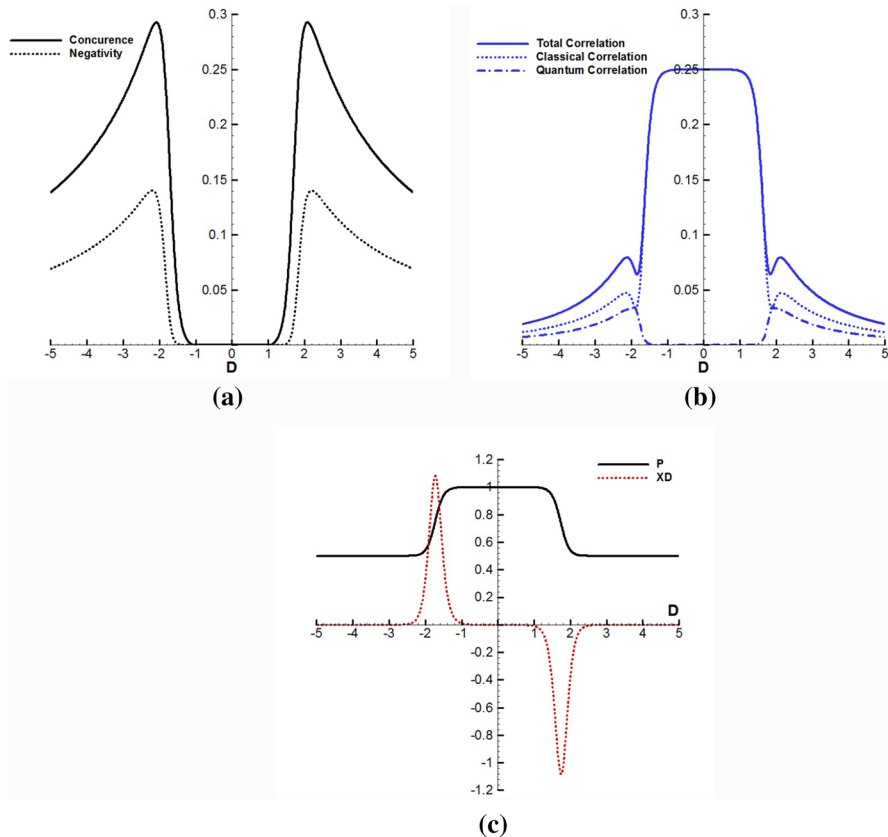 0.3
Concurence
Negativity
0.25
0.2
0.15
0.1
0.05
-5 -4 -3 -2 -1 0 1 2 3 4 5
D
(a)
0.3
Total Correlation
Classical Correlation
Quantum Correlation
0.25
0.2
0.15
0.1
0.05
-5 -4 -3 -2 -1 0 1 2 3 4 5
D
(b)
1.2
P
XD
1
0.8
0.6
0.4
0.2
D
-5 -4 -3 -2 -1 0 1 2 3 4 5
-0.2
-0.4
-0.6
-0.8
-1
-1.2
(c)